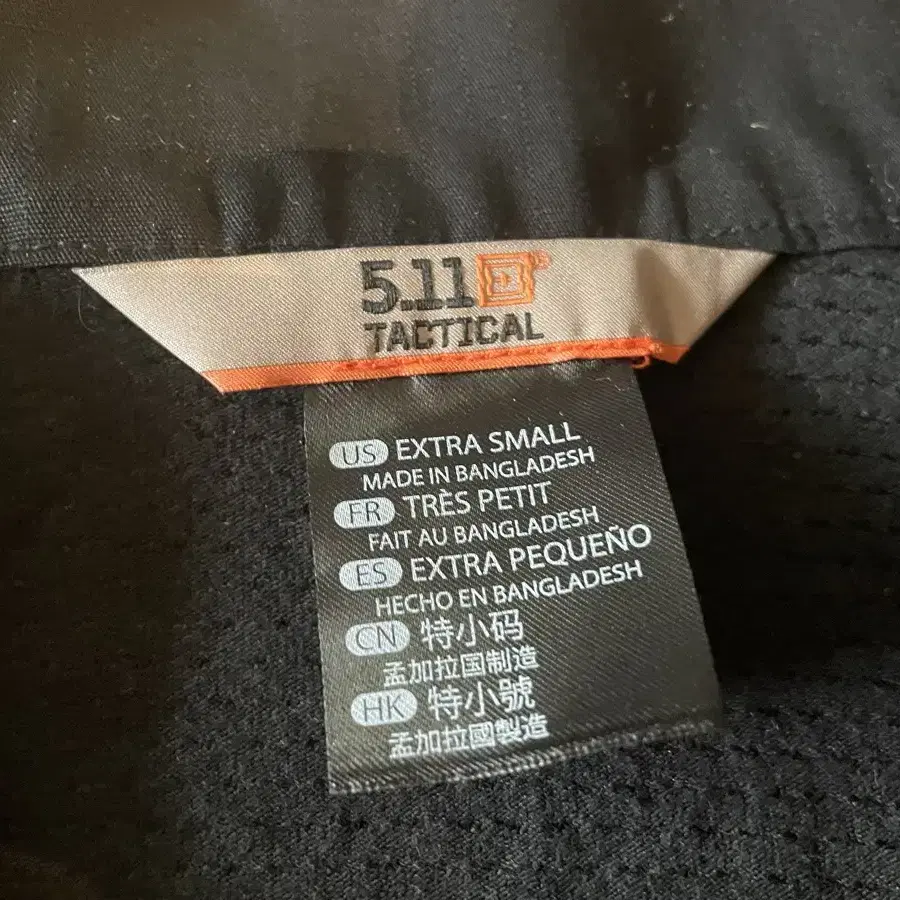 5.11
TACTICAL
US EXTRA SMALL
MADE IN BANGLADESH
FR TRÈS PETIT
FAIT AU BANGLADESH
ES EXTRA PEQUEÑO
HECHO EN BANGLADESH
CN 特小码
孟加拉国制造
HK 特小號
孟加拉國製造